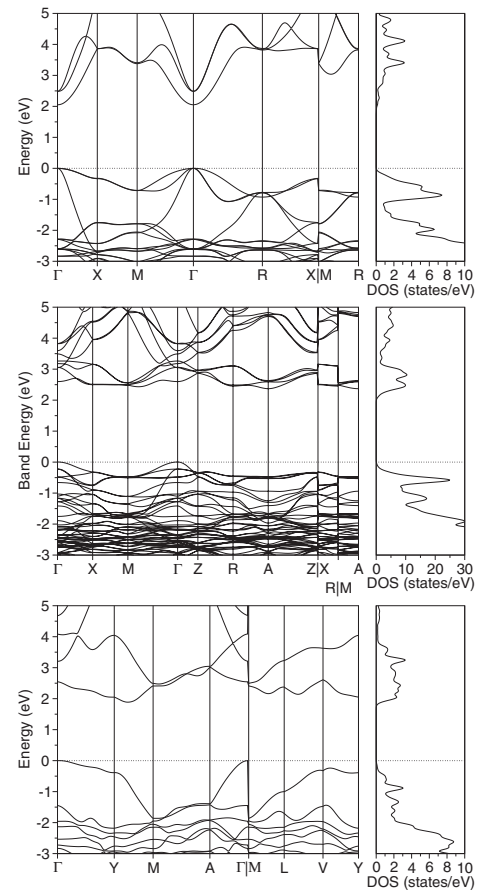 5
4
3
2
1
0
-1
-2
-3
Energy (eV)
Γ X M Γ R X|M R
0 2 4 6 8 10
DOS (states/eV)
5
4
3
2
1
0
-1
-2
-3
Band Energy (eV)
Γ X M Γ Z R A Z|X A
R|M
0 10 20 30
DOS (states/eV)
5
4
3
2
1
0
-1
-2
-3
Energy (eV)
Γ Y M A Γ|M L V Y
0 2 4 6 8 10
DOS (states/eV)